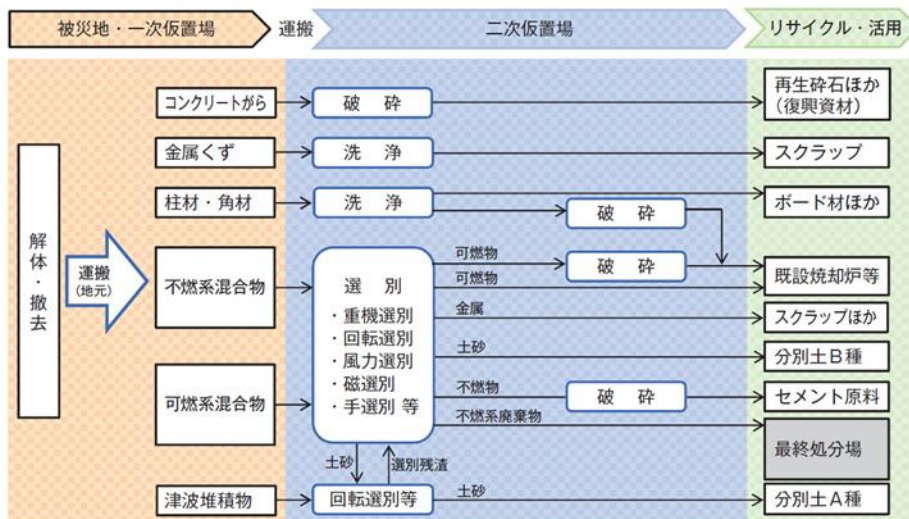 被災地・一次仮置場
運搬
二次仮置場
リサイクル・活用
解体・撤去
運搬
(地元)
コンクリートがら
破　砕
再生砕石ほか
(復興資材)
金属くず
洗　浄
スクラップ
柱材・角材
洗　浄
破　砕
ボード材ほか
不燃系混合物
可燃系混合物
選　別
・重機選別
・回転選別
・風力選別
・磁選別
・手選別 等
可燃物
破　砕
可燃物
既設焼却炉等
金属
スクラップほか
土砂
分別土B種
不燃物
破　砕
セメント原料
不燃系廃棄物
最終処分場
土砂
選別残渣
津波堆積物
回転選別等
土砂
分別土A種